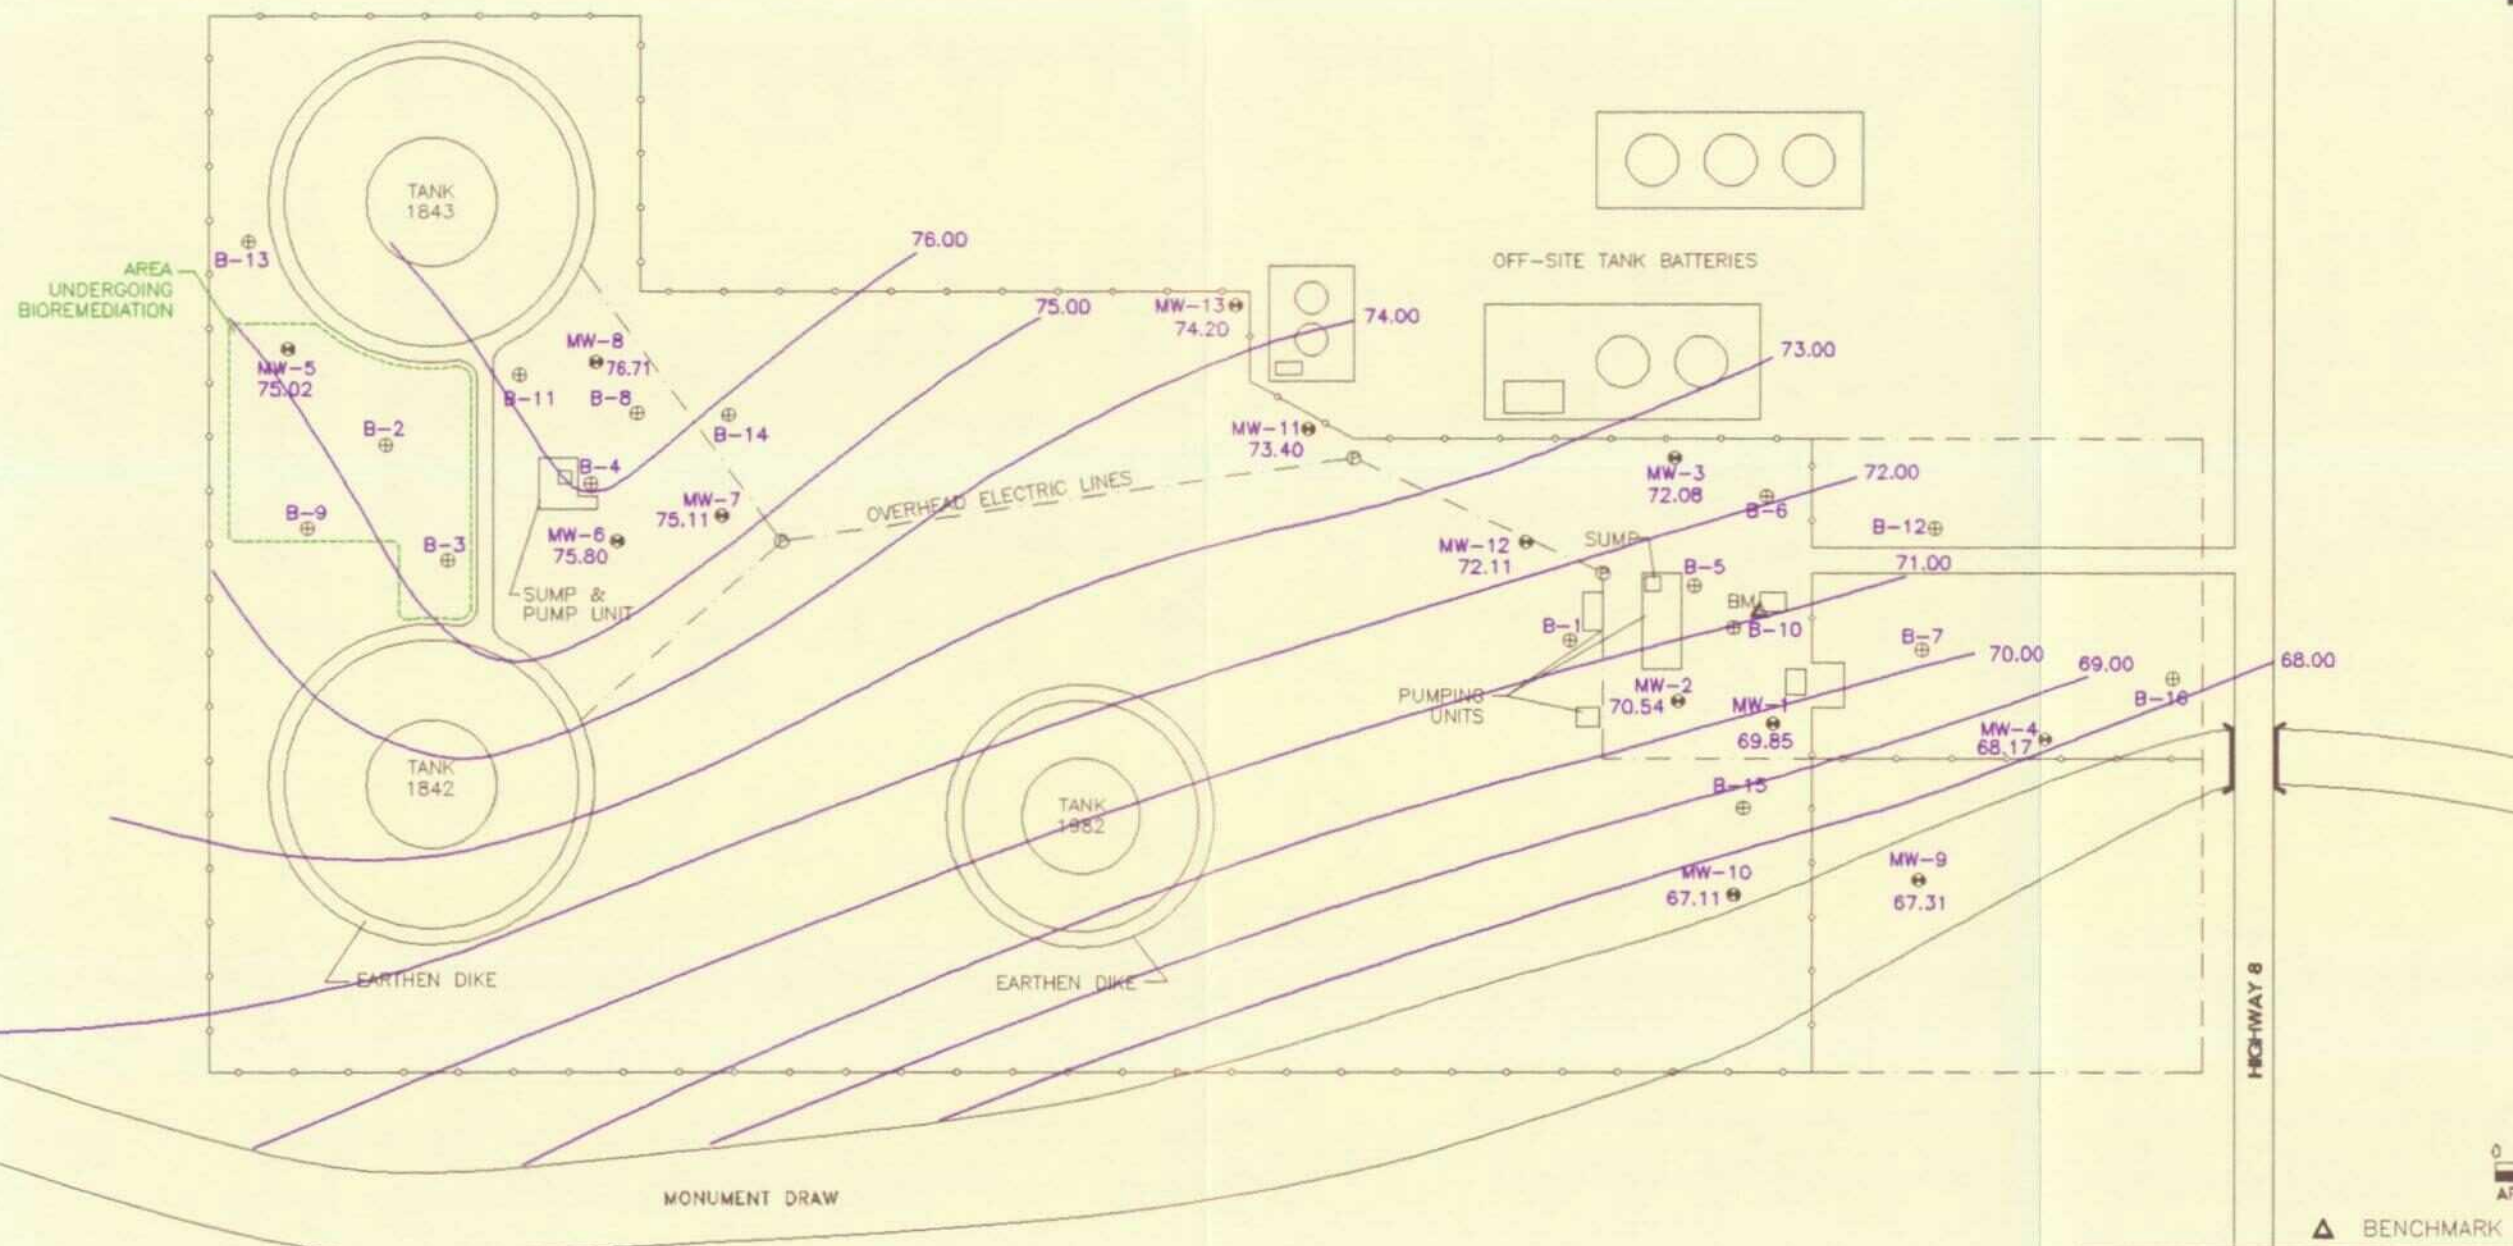 TANK
1843
76.00
OFF-SITE TANK BATTERIES
B-13
AREA
UNDERGOING
BIOREMEDIATION
75.00
MW-13
74.20
74.00
73.00
MW-5
75.02
MW-8
76.71
B-11
B-8
B-14
B-2
MW-11
73.40
B-4
MW-3
72.08
72.00
B-6
OVERHEAD ELECTRIC LINES
MW-7
75.11
B-9
B-3
MW-6
75.80
MW-12
72.11
SUMP
B-12
B-5
71.00
SUMP &
PUMP UNIT
BM
B-1
B-10
B-7
70.00
69.00
68.00
PUMPING
UNITS
MW-2
70.54
MW-1
69.85
B-16
MW-4
68.17
TANK
1842
B-15
TANK
1982
MW-10
67.11
MW-9
67.31
EARTHEN DIKE
EARTHEN DIKE
HIGHWAY 8
MONUMENT DRAW
0
BENCHMARK